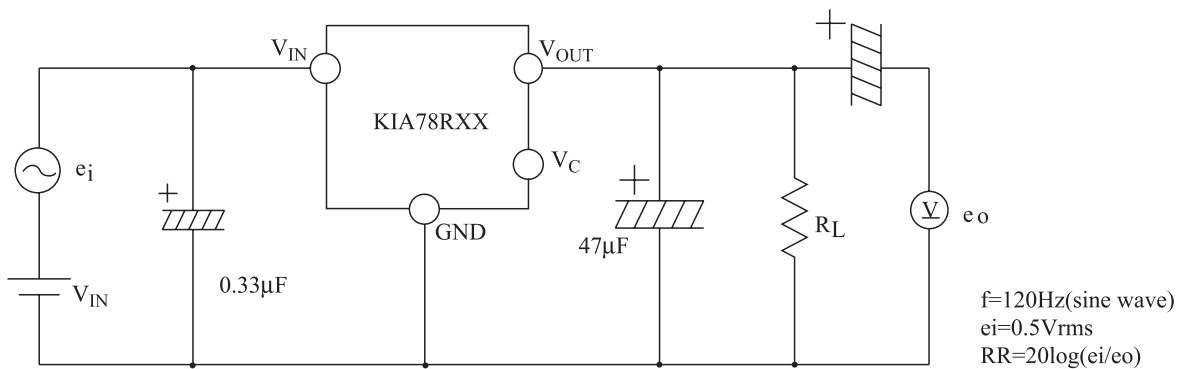 VIN
VOUT
KIA78RXX
VC
GND
ei
VIN
0.33μF
47μF
RL
V
eo
f=120Hz(sine wave)
ei=0.5Vrms
RR=20log(ei/eo)